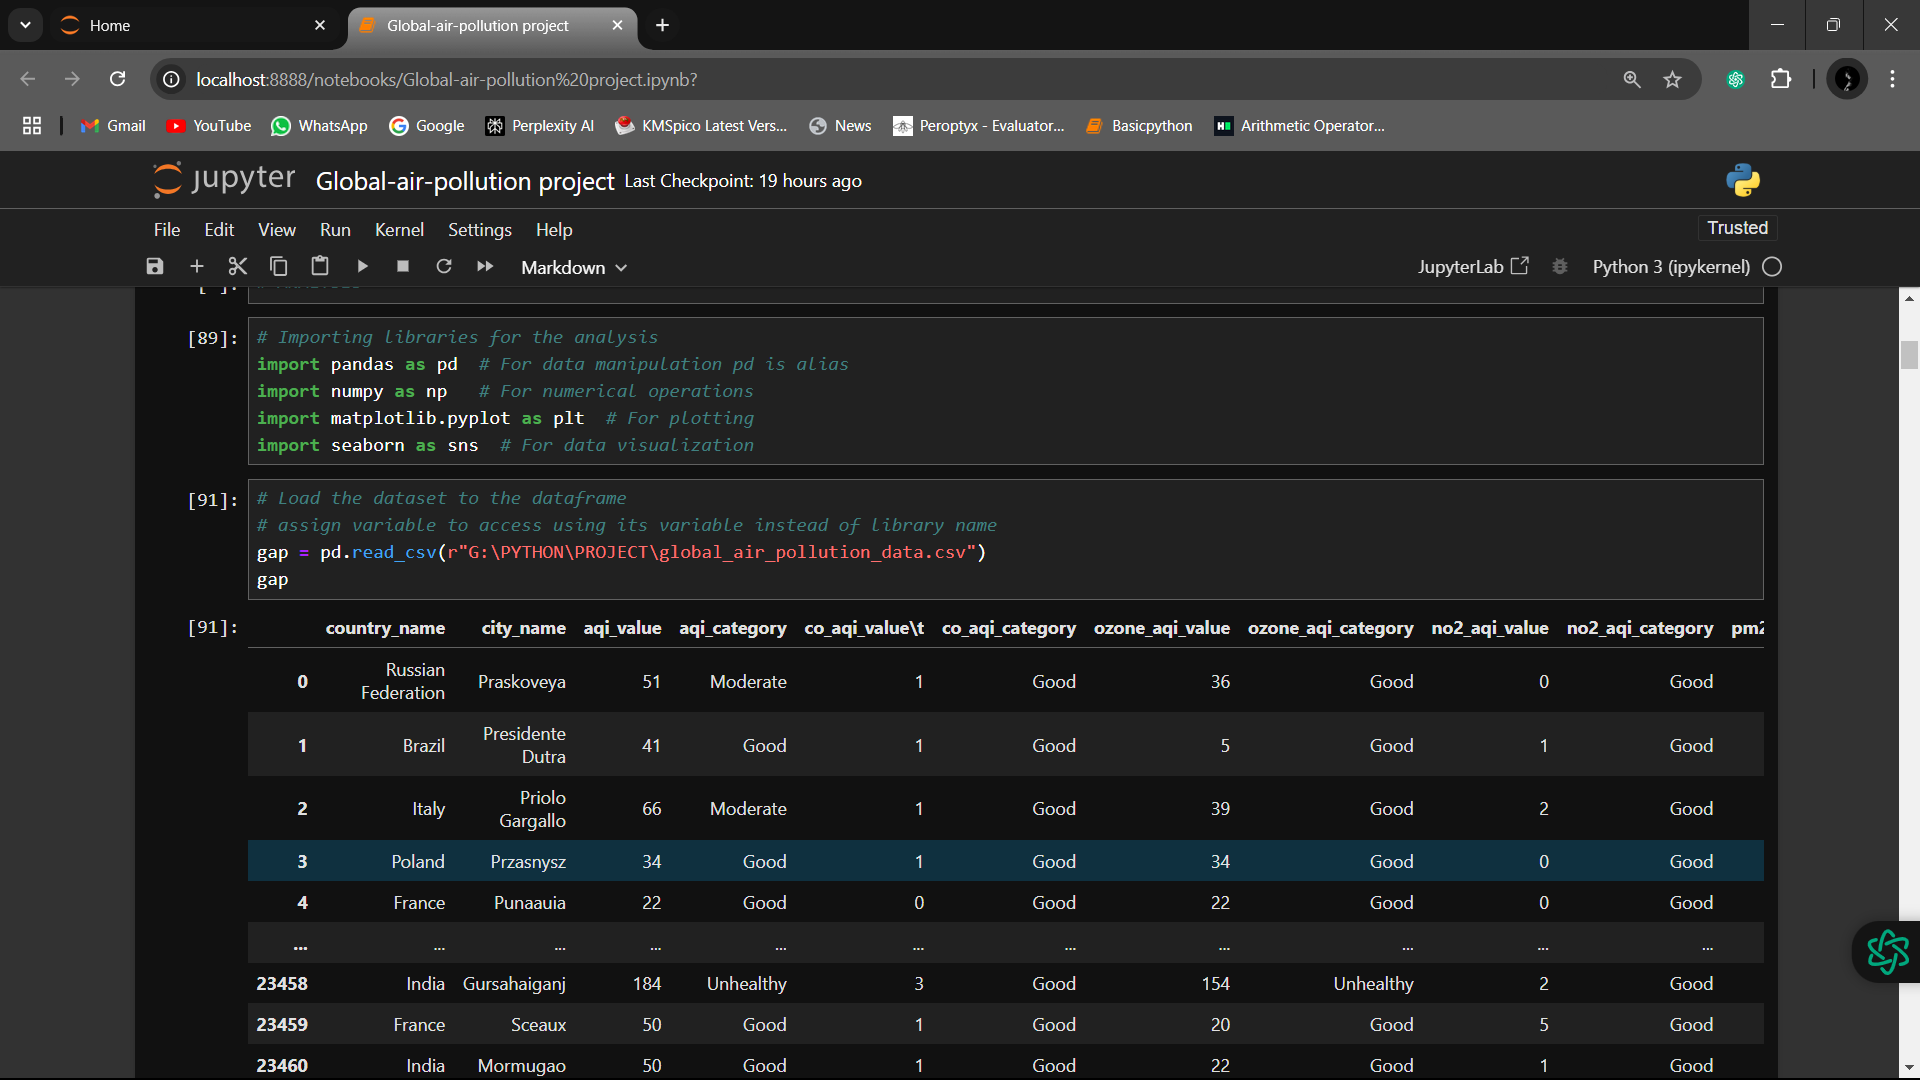 Home
Global-air-pollution project
localhost:8888/notebooks/Global-air-pollution%20project.ipynb?
Gmail YouTube WhatsApp Google Perplexity AI KMSpico Latest Vers... News Peroptyx - Evaluator... Basicpython Arithmetic Operator...
jupyter Global-air-pollution project Last Checkpoint: 19 hours ago
File Edit View Run Kernel Settings Help Trusted
Markdown JupyterLab Python 3 (ipykernel)
[89]: # Importing libraries for the analysis
import pandas as pd # For data manipulation pd is alias
import numpy as np # For numerical operations
import matplotlib.pyplot as plt # For plotting
import seaborn as sns # For data visualization
[91]: # Load the dataset to the dataframe
# assign variable to access using its variable instead of library name
gap = pd.read_csv(r"G:\PYTHON\PROJECT\global_air_pollution_data.csv")
gap
[91]: country_name city_name aqi_value aqi_category co_aqi_value\t co_aqi_category ozone_aqi_value ozone_aqi_category no2_aqi_value no2_aqi_category pm2
0 Russian Federation Praskoveya 51 Moderate 1 Good 36 Good 0 Good
1 Brazil Presidente Dutra 41 Good 1 Good 5 Good 1 Good
2 Italy Priolo Gargallo 66 Moderate 1 Good 39 Good 2 Good
3 Poland Przasnysz 34 Good 1 Good 34 Good 0 Good
4 France Punaauia 22 Good 0 Good 22 Good 0 Good
... ... ... ... ... ... ... ... ... ... ...
23458 India Gursahaiganj 184 Unhealthy 3 Good 154 Unhealthy 2 Good
23459 France Sceaux 50 Good 1 Good 20 Good 5 Good
23460 India Mormugao 50 Good 1 Good 22 Good 1 Good